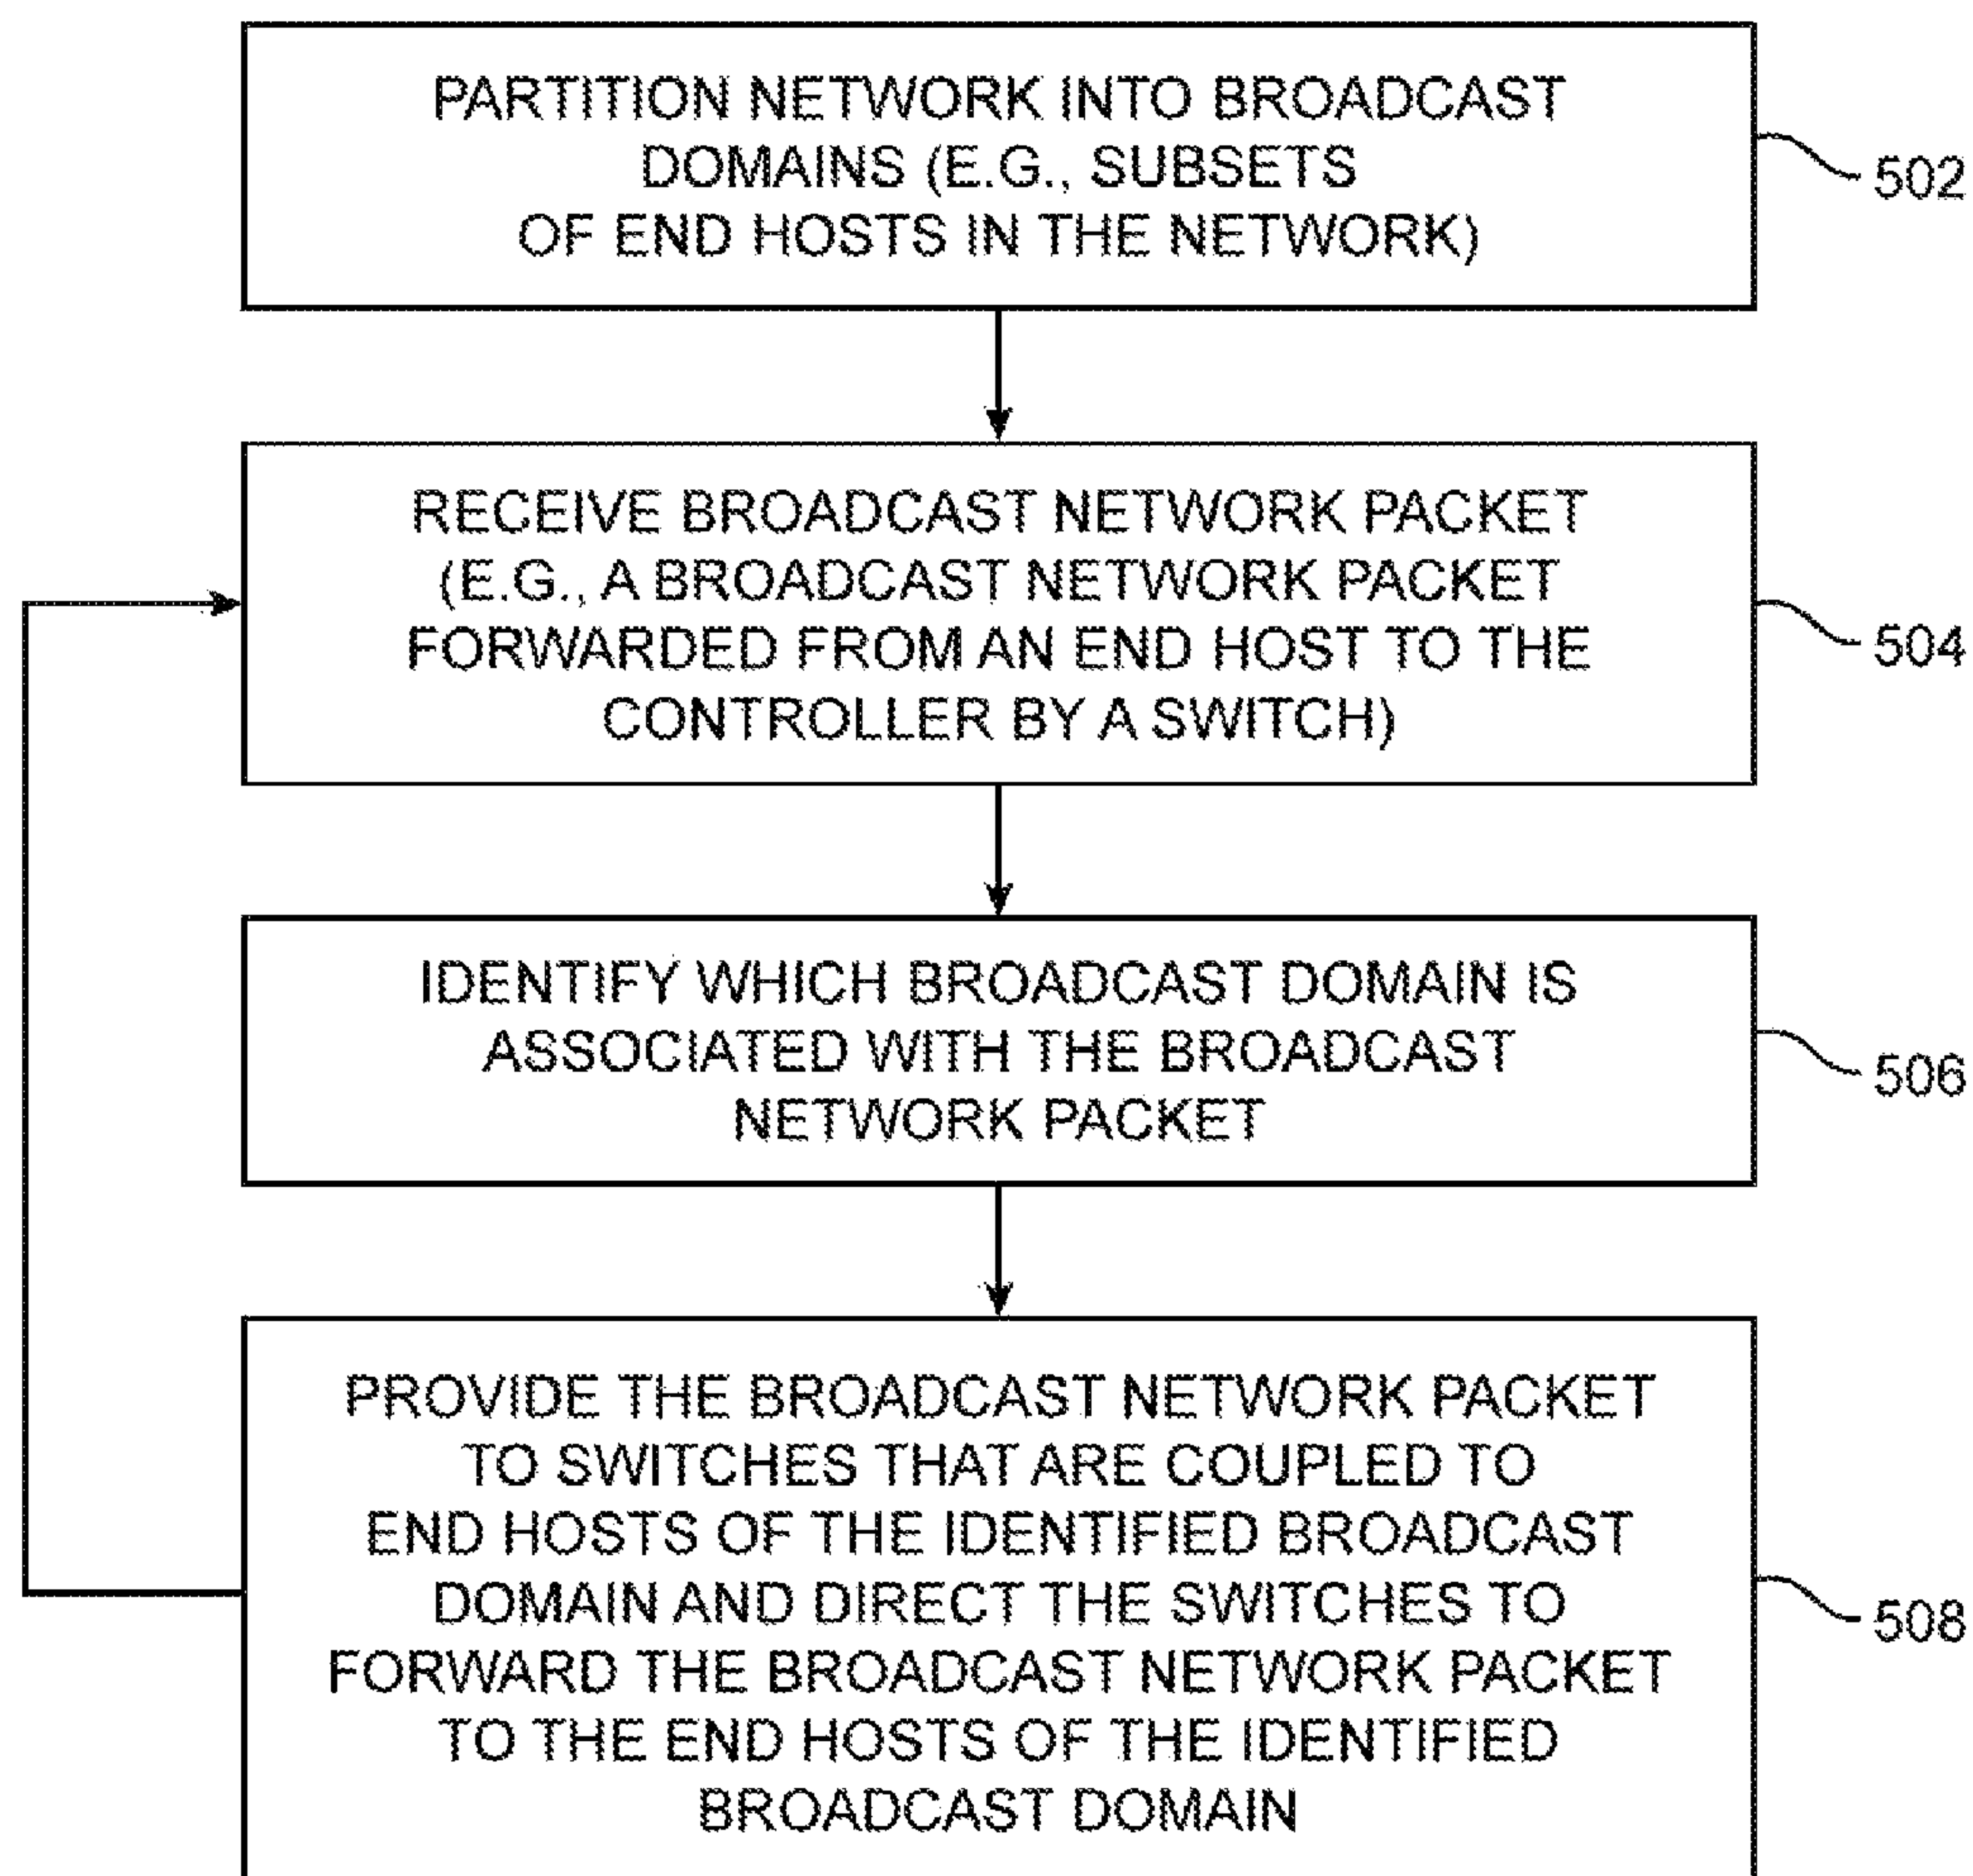 PARTITION NETWORK INTO BROADCAST
DOMAINS (E.G., SUBSETS
OF END HOSTS IN THE NETWORK)
502
RECEIVE BROADCAST NETWORK PACKET
(E.G., A BROADCAST NETWORK PACKET
FORWARDED FROM AN END HOST TO THE
CONTROLLER BY A SWITCH)
504
IDENTIFY WHICH BROADCAST DOMAIN IS
ASSOCIATED WITH THE BROADCAST
NETWORK PACKET
506
PROVIDE THE BROADCAST NETWORK PACKET
TO SWITCHES THAT ARE COUPLED TO
END HOSTS OF THE IDENTIFIED BROADCAST
DOMAIN AND DIRECT THE SWITCHES TO
FORWARD THE BROADCAST NETWORK PACKET
TO THE END HOSTS OF THE IDENTIFIED
BROADCAST DOMAIN
508